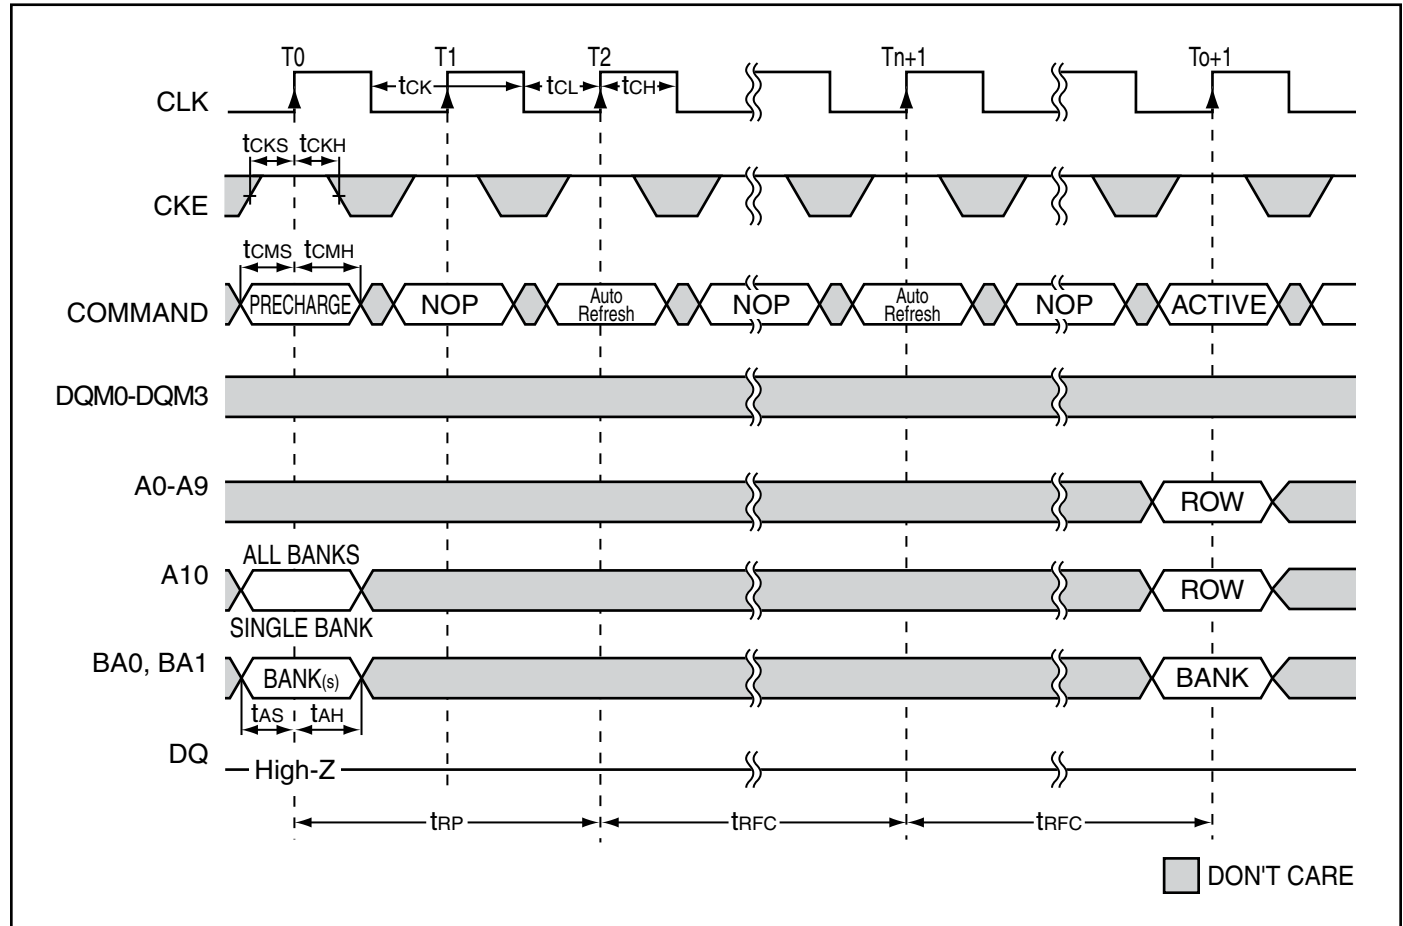 T0 T1 T2 Tn+1 To+1
CLK tCK tCL tCH
tCKS tCKH
CKE
tCMS tCMH
COMMAND PRECHARGE NOP Auto Refresh NOP Auto Refresh NOP ACTIVE
DQM0-DQM3
A0-A9 ROW
ALL BANKS
A10 ROW
SINGLE BANK
BA0, BA1 BANK(s) BANK
tAS tAH
DQ High-Z
tRP tRFC tRFC
DON'T CARE